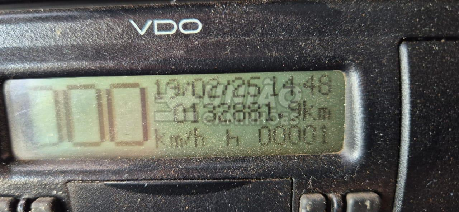 VDO
19/02/25 14:48
000 0132881.9km
km/h h 00001